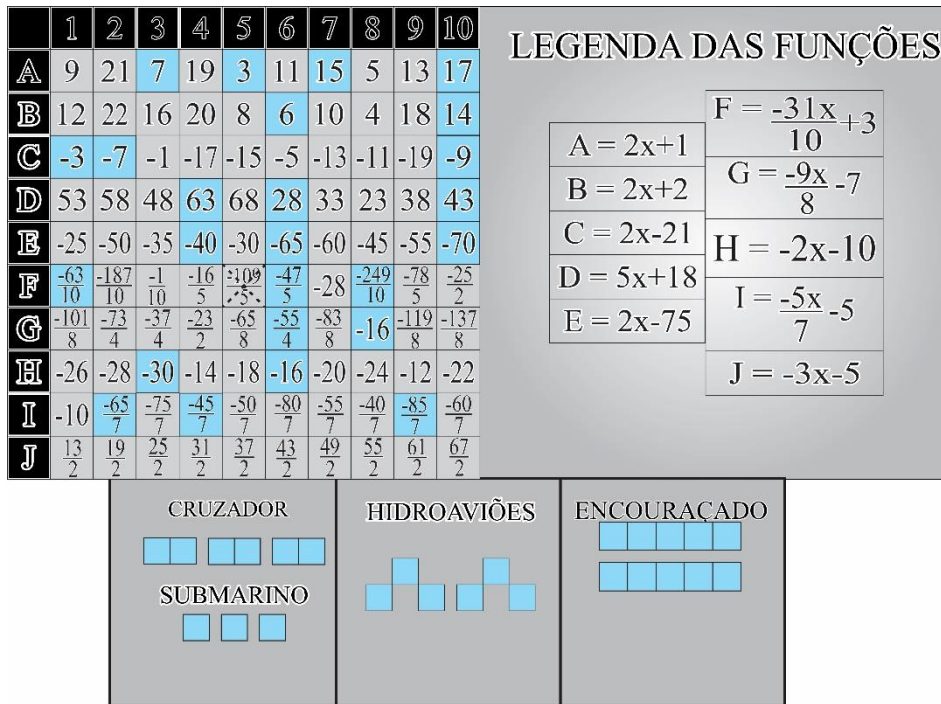 1 2 3 4 5 6 7 8 9 10
A 9 21 7 19 3 11 15 5 13 17
B 12 22 16 20 8 6 10 4 18 14
C -3 -7 -1 -17 -15 -5 -13 -11 -19 -9
D 53 58 48 63 68 28 33 23 38 43
E -25 -50 -35 -40 -30 -65 -60 -45 -55 -70
F -63/10 -187/10 -1/10 -16/5 -109/5 -47/5 -28 -249/10 -78/5 -25/2
G -101/8 -73/4 -37/4 -23/2 -65/8 -55/4 -83/8 -16 -119/8 -137/8
H -26 -28 -30 -14 -18 -16 -20 -24 -12 -22
I -10 -65/7 -75/7 -45/7 -50/7 -80/7 -55/7 -40/7 -85/7 -60/7
J 13/2 19/2 25/2 31/2 37/2 43/2 49/2 55/2 61/2 67/2
LEGENDA DAS FUNÇÕES
A = 2x+1
B = 2x+2
C = 2x-21
D = 5x+18
E = 2x-75
F = -31x/10 +3
G = -9x/8 -7
H = -2x-10
I = -5x/7 -5
J = -3x-5
CRUZADOR
SUBMARINO
HIDROAVIÕES
ENCOURAÇADO